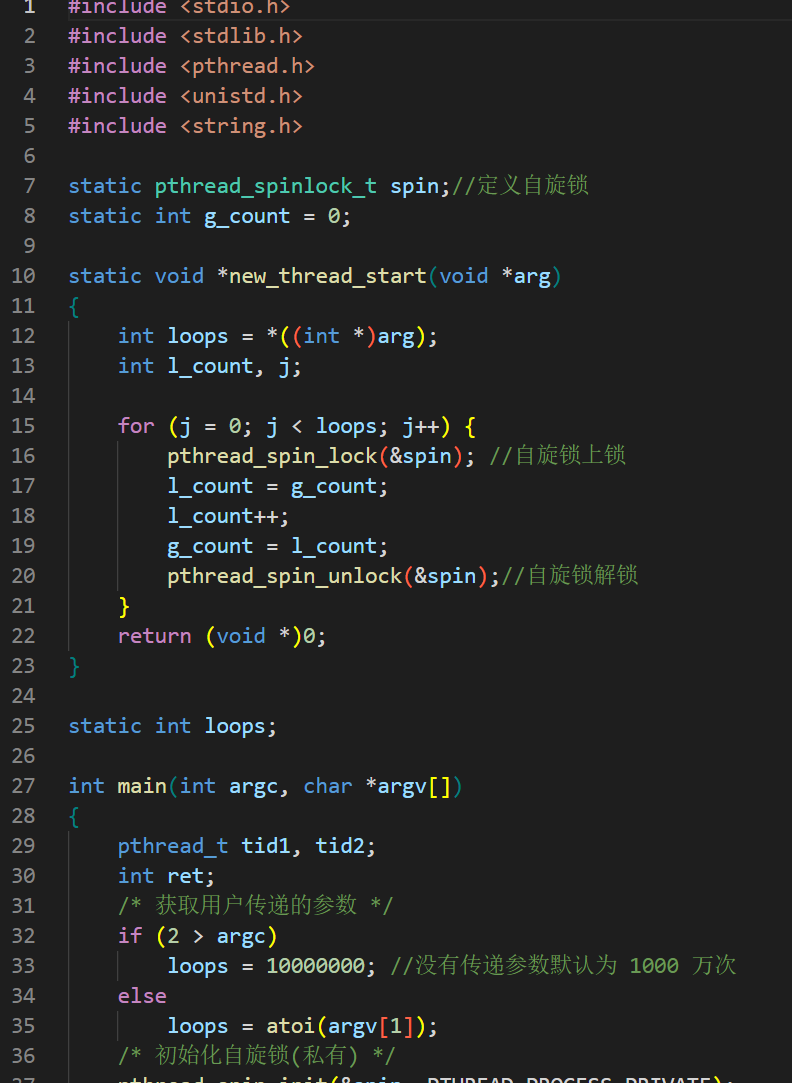 1 #include <stdio.h>
2 #include <stdlib.h>
3 #include <pthread.h>
4 #include <unistd.h>
5 #include <string.h>
6
7 static pthread_spinlock_t spin;//定义自旋锁
8 static int g_count = 0;
9
10 static void *new_thread_start(void *arg)
11 {
12     int loops = *((int *)arg);
13     int l_count, j;
14
15     for (j = 0; j < loops; j++) {
16         pthread_spin_lock(&spin); //自旋锁上锁
17         l_count = g_count;
18         l_count++;
19         g_count = l_count;
20         pthread_spin_unlock(&spin);//自旋锁解锁
21     }
22     return (void *)0;
23 }
24
25 static int loops;
26
27 int main(int argc, char *argv[])
28 {
29     pthread_t tid1, tid2;
30     int ret;
31     /* 获取用户传递的参数 */
32     if (2 > argc)
33         loops = 10000000; //没有传递参数默认为 1000 万次
34     else
35         loops = atoi(argv[1]);
36     /* 初始化自旋锁(私有) */
37     pthread_spin_init(&spin, PTHREAD_PROCESS_PRIVATE);